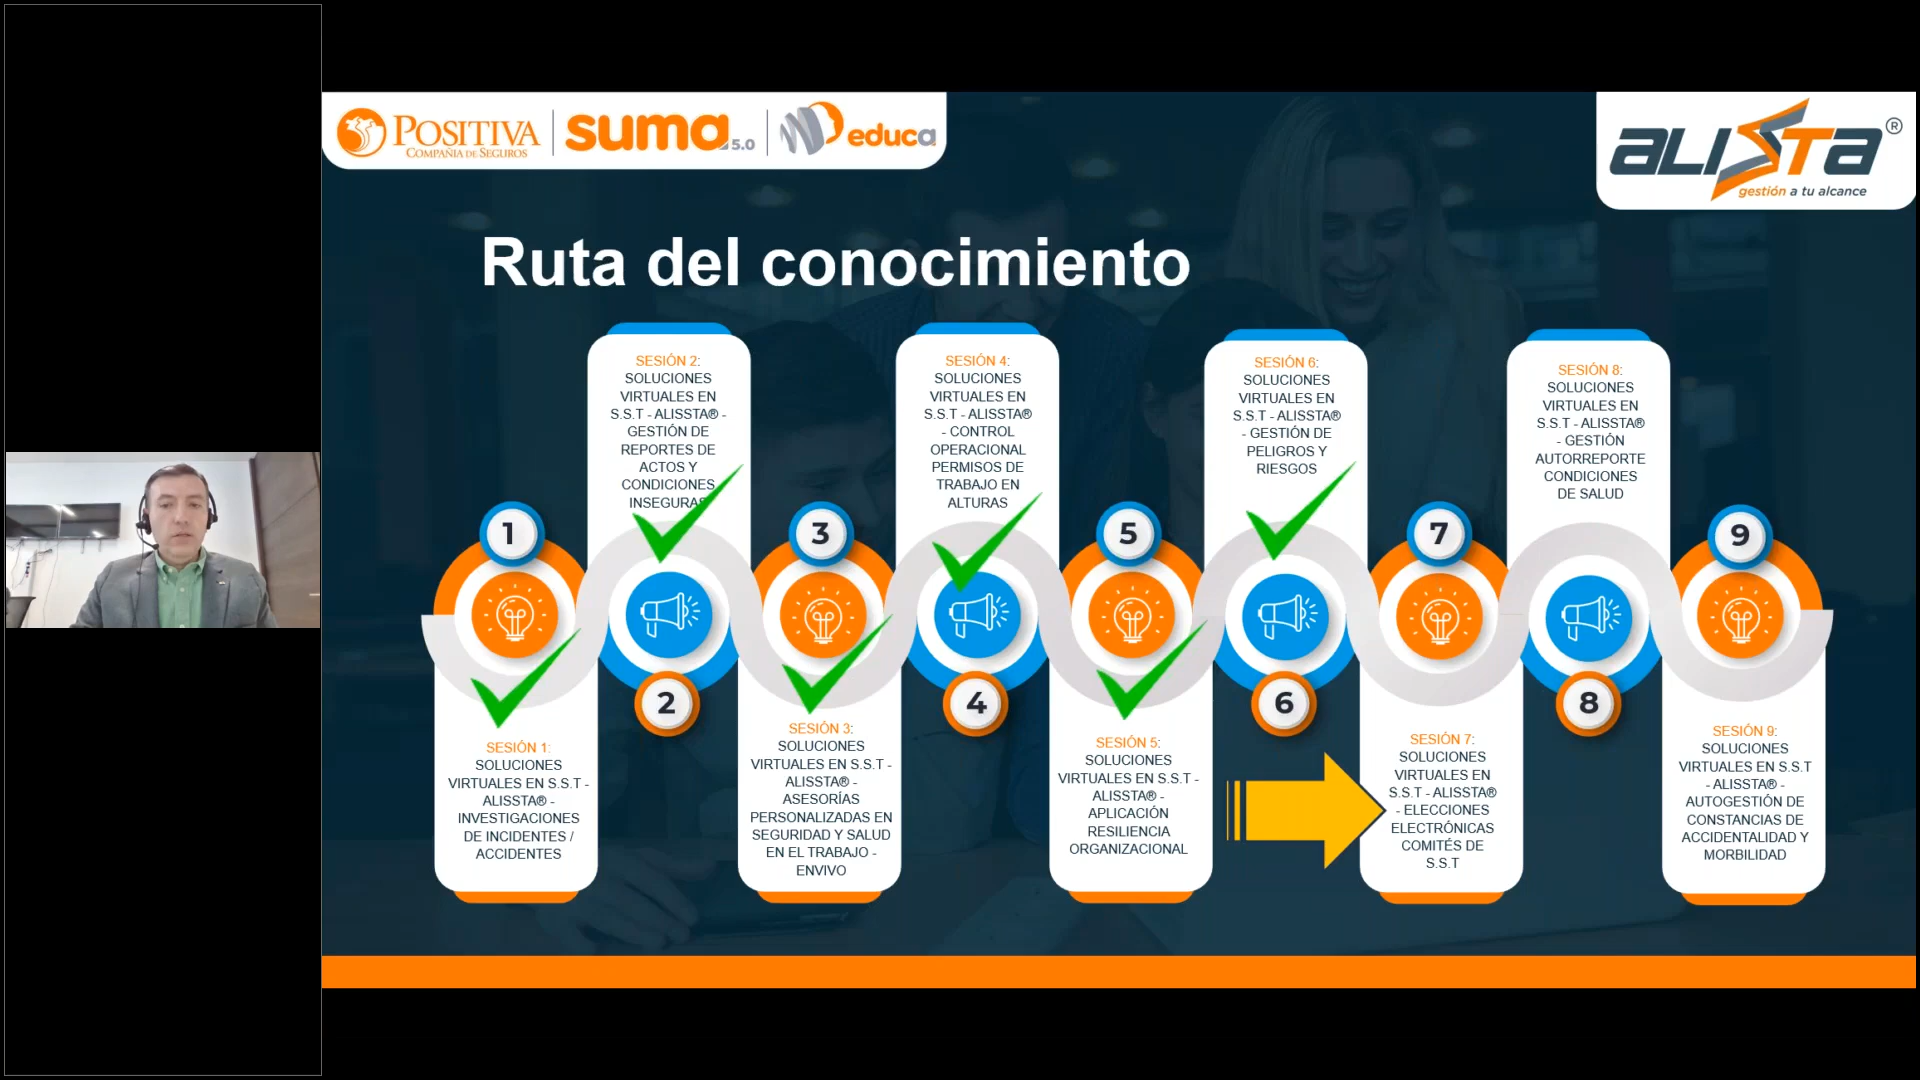 POSITIVA
COMPAÑIA DE SEGUROS
suma 5.0
educa
ALISSTA ®
gestión a tu alcance
Ruta del conocimiento
1
SESIÓN 1:
SOLUCIONES
VIRTUALES EN S.S.T -
ALISSTA® -
INVESTIGACIONES
DE INCIDENTES /
ACCIDENTES
SESIÓN 2:
SOLUCIONES
VIRTUALES EN
S.S.T - ALISSTA® -
GESTIÓN DE
REPORTES DE
ACTOS Y
CONDICIONES
INSEGURAS
2
3
SESIÓN 3:
SOLUCIONES
VIRTUALES EN S.S.T -
ALISSTA® -
ASESORÍAS
PERSONALIZADAS EN
SEGURIDAD Y SALUD
EN EL TRABAJO -
ENVIVO
SESIÓN 4:
SOLUCIONES
VIRTUALES EN
S.S.T - ALISSTA®
- CONTROL
OPERACIONAL
PERMISOS DE
TRABAJO EN
ALTURAS
4
5
SESIÓN 5:
SOLUCIONES
VIRTUALES EN S.S.T -
ALISSTA® -
APLICACIÓN
RESILIENCIA
ORGANIZACIONAL
SESIÓN 6:
SOLUCIONES
VIRTUALES EN
S.S.T - ALISSTA®
- GESTIÓN DE
PELIGROS Y
RIESGOS
6
7
SESIÓN 7:
SOLUCIONES
VIRTUALES EN
S.S.T - ALISSTA®
- ELECCIONES
ELECTRÓNICAS
COMITÉS DE
S.S.T
SESIÓN 8:
SOLUCIONES
VIRTUALES EN
S.S.T - ALISSTA®
- GESTIÓN
AUTORREPORTE
CONDICIONES
DE SALUD
8
9
SESIÓN 9:
SOLUCIONES
VIRTUALES EN S.S.T
- ALISSTA® -
AUTOGESTIÓN DE
CONSTANCIAS DE
ACCIDENTALIDAD Y
MORBILIDAD